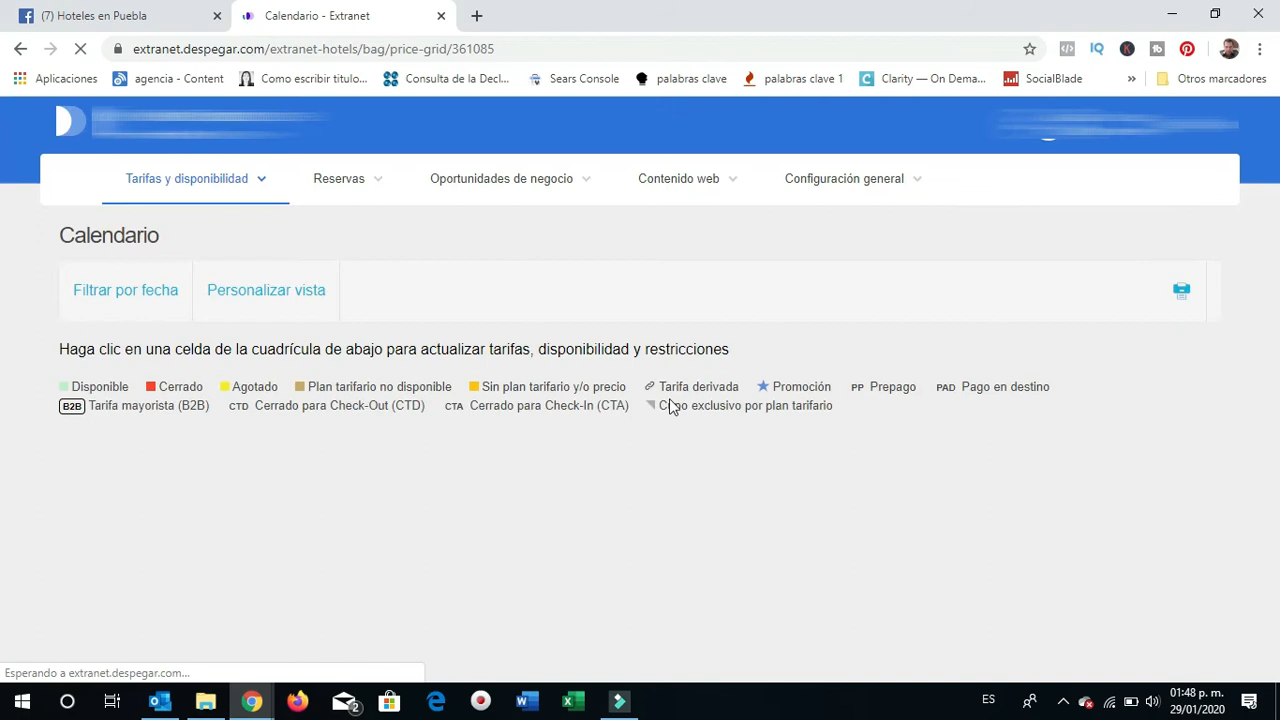 (7) Hoteles en Puebla
Calendario - Extranet
extranet.despegar.com/extranet-hotels/bag/price-grid/361085
Aplicaciones
agencia - Content
Como escribir titulo...
Consulta de la Decl...
Sears Console
palabras clave
palabras clave 1
Clarity — On Dema...
SocialBlade
»
Otros marcadores
Tarifas y disponibilidad
Reservas
Oportunidades de negocio
Contenido web
Configuración general
Calendario
Filtrar por fecha
Personalizar vista
Haga clic en una celda de la cuadrícula de abajo para actualizar tarifas, disponibilidad y restricciones
Disponible Cerrado Agotado Plan tarifario no disponible Sin plan tarifario y/o precio Tarifa derivada Promoción PP Prepago PAD Pago en destino
B2B Tarifa mayorista (B2B) CTD Cerrado para Check-Out (CTD) CTA Cerrado para Check-In (CTA) exclusivo por plan tarifario
Esperando a extranet.despegar.com...
2
ES
01:48 p. m.
29/01/2020